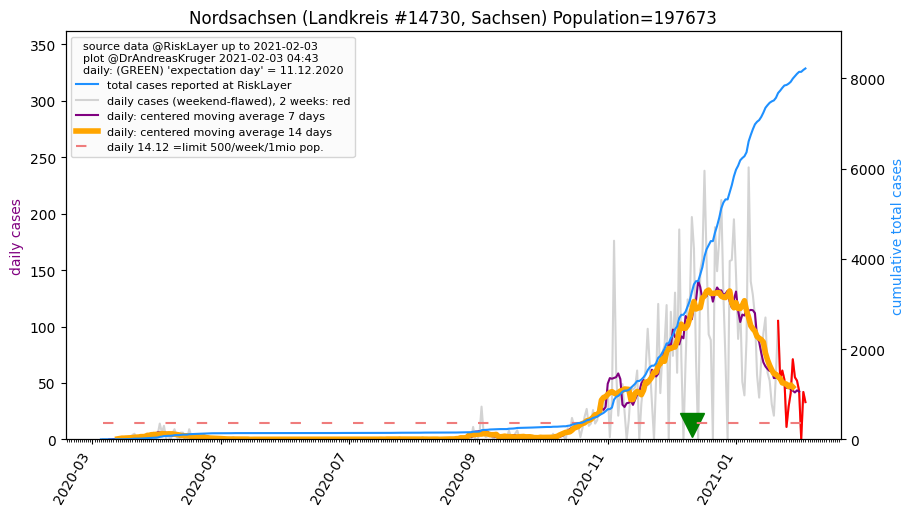 Nordsachsen (Landkreis #14730, Sachsen) Population=197673
source data @RiskLayer up to 2021-02-03
plot @DrAndreasKruger 2021-02-03 04:43
daily: (GREEN) 'expectation day' = 11.12.2020
total cases reported at RiskLayer
daily cases (weekend-flawed), 2 weeks: red
daily: centered moving average 7 days
daily: centered moving average 14 days
daily 14.12 =limit 500/week/1mio pop.
daily cases
350
300
250
200
150
100
50
0
cumulative total cases
8000
6000
4000
2000
0
2020-03
2020-05
2020-07
2020-09
2020-11
2021-01